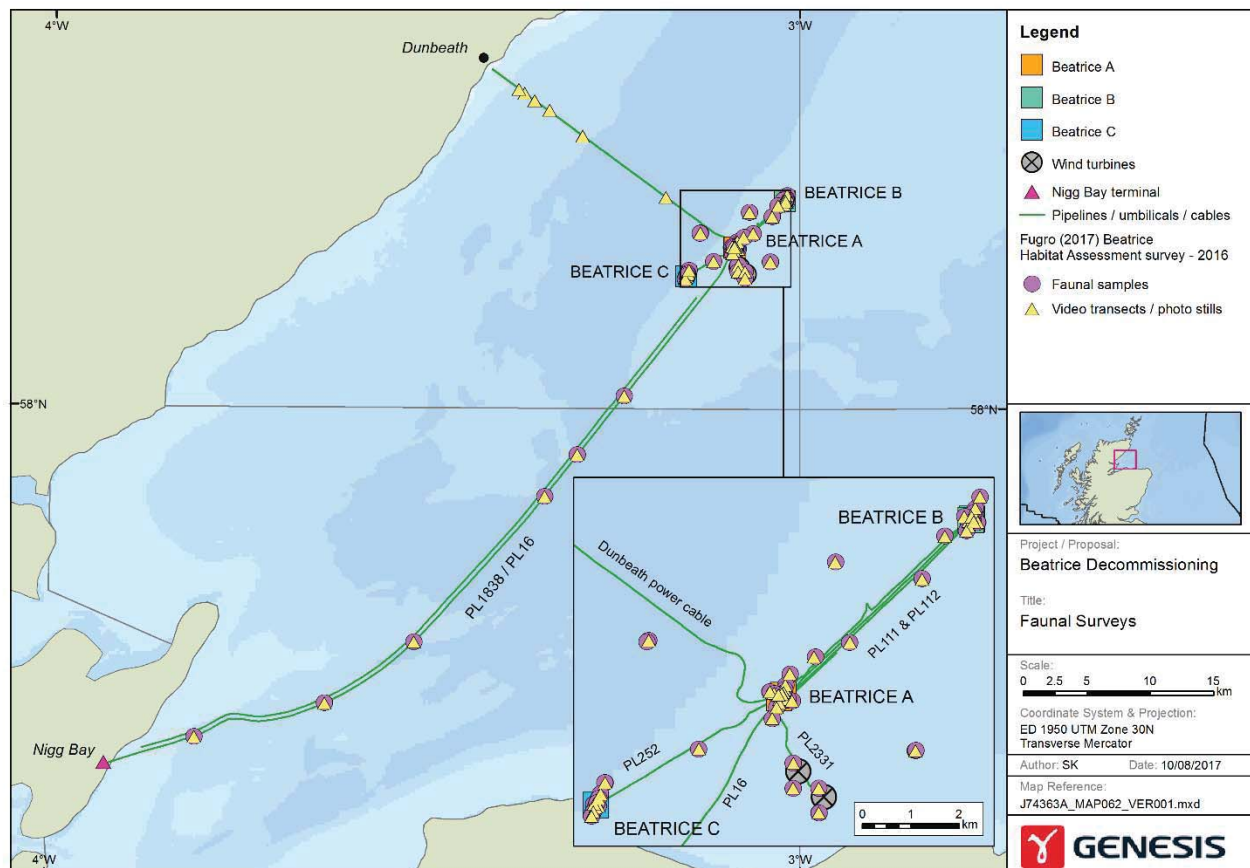 4°W
3°W
Dunbeath
BEATRICE B
BEATRICE A
BEATRICE C
58°N
58°N
PL1838 / PL16
Nigg Bay
4°W
3°W
BEATRICE B
Dunbeath power cable
PL111 & PL112
BEATRICE A
PL252
PL2331
PL16
BEATRICE C
0 1 2
km
Legend
Beatrice A
Beatrice B
Beatrice C
Wind turbines
Nigg Bay terminal
Pipelines / umbilicals / cables
Fugro (2017) Beatrice
Habitat Assessment survey - 2016
Faunal samples
Video transects / photo stills
Project / Proposal:
Beatrice Decommissioning
Title:
Faunal Surveys
Scale:
0 2.5 5 10 15
km
Coordinate System & Projection:
ED 1950 UTM Zone 30N
Transverse Mercator
Author: SK Date: 10/08/2017
Map Reference:
J74363A_MAP062_VER001.mxd
GENESIS